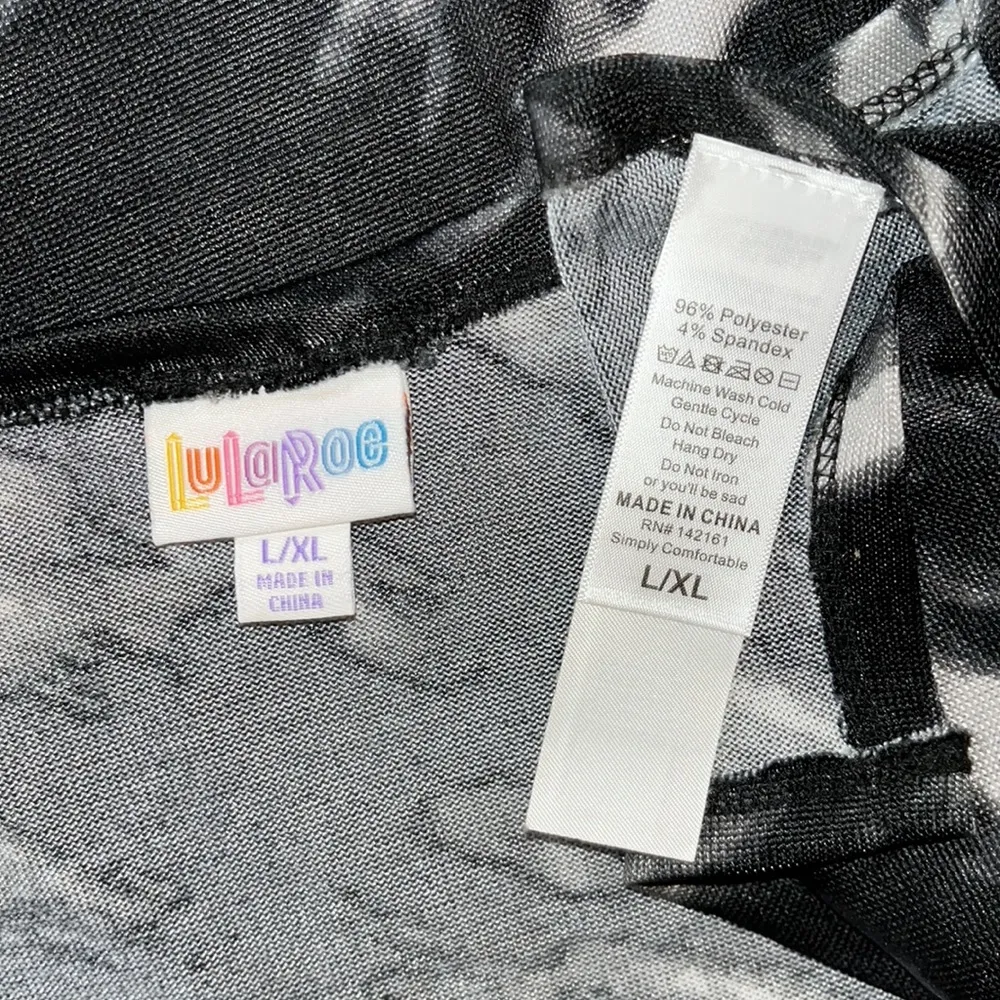 LuLaRoe
L/XL
MADE IN
CHINA
96% Polyester
4% Spandex
Machine Wash Cold
Gentle Cycle
Do Not Bleach
Hang Dry
Do Not Iron
or you'll be sad
MADE IN CHINA
RN# 142161
Simply Comfortable
L/XL